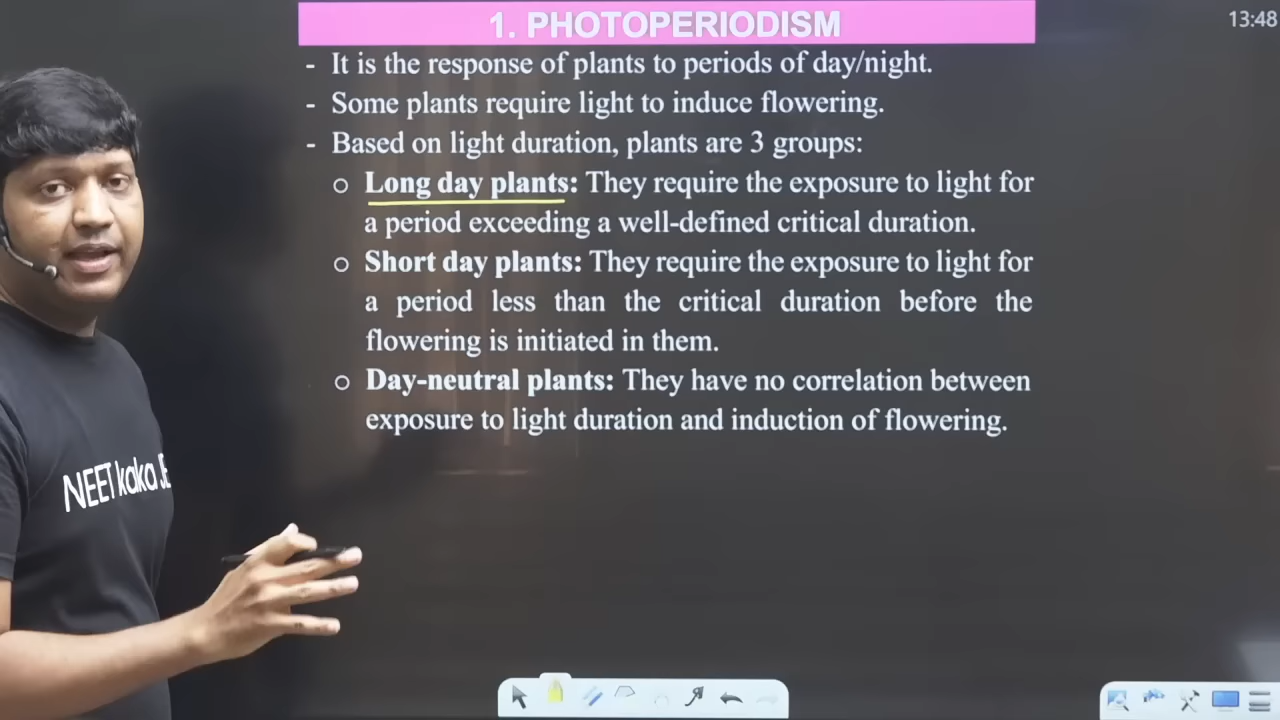 1. PHOTOPERIODISM
13:48
- It is the response of plants to periods of day/night.
- Some plants require light to induce flowering.
- Based on light duration, plants are 3 groups:
o Long day plants: They require the exposure to light for
a period exceeding a well-defined critical duration.
o Short day plants: They require the exposure to light for
a period less than the critical duration before the
flowering is initiated in them.
o Day-neutral plants: They have no correlation between
exposure to light duration and induction of flowering.
NEET kaka JE